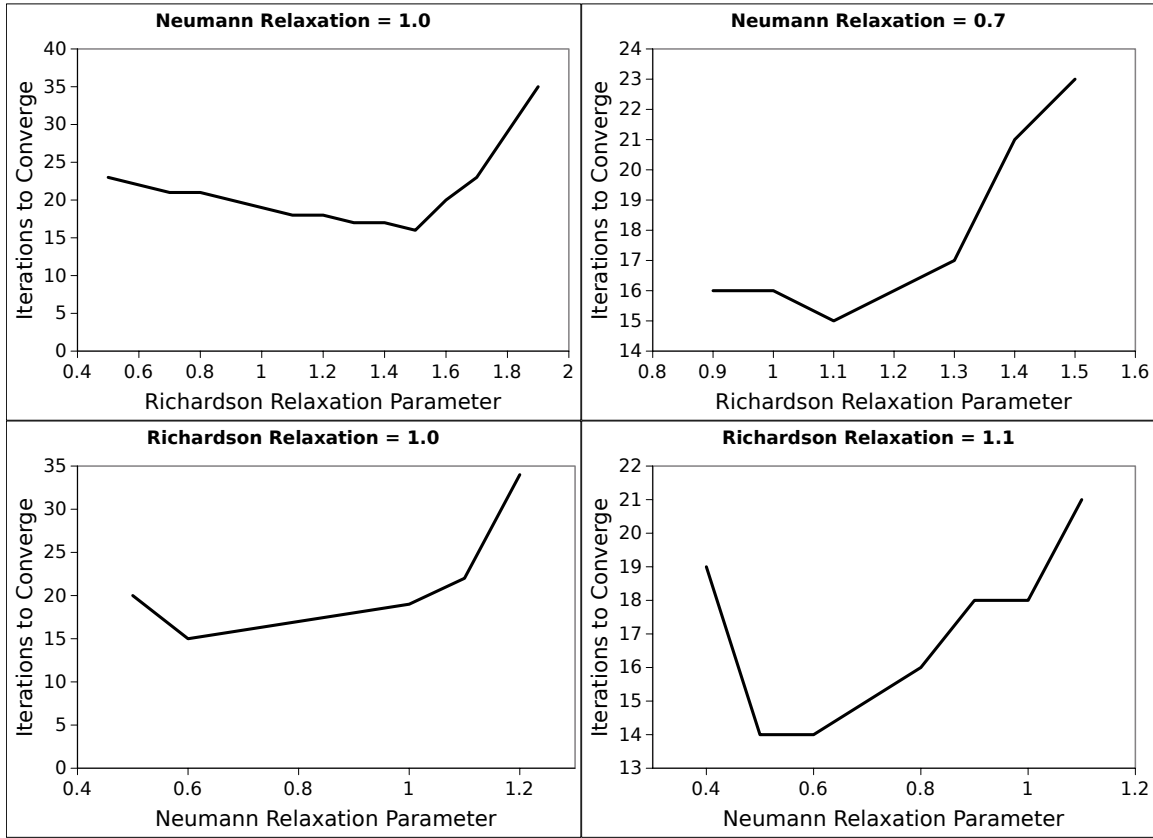 Neumann Relaxation = 1.0
40
35
30
25
20
15
10
5
0
Iterations to Converge
0.4 0.6 0.8 1 1.2 1.4 1.6 1.8 2
Richardson Relaxation Parameter
Neumann Relaxation = 0.7
24
23
22
21
20
19
18
17
16
15
14
Iterations to Converge
0.8 0.9 1 1.1 1.2 1.3 1.4 1.5 1.6
Richardson Relaxation Parameter
Richardson Relaxation = 1.0
35
30
25
20
15
10
5
0
Iterations to Converge
0.4 0.6 0.8 1 1.2
Neumann Relaxation Parameter
Richardson Relaxation = 1.1
22
21
20
19
18
17
16
15
14
13
Iterations to Converge
0.4 0.6 0.8 1 1.2
Neumann Relaxation Parameter